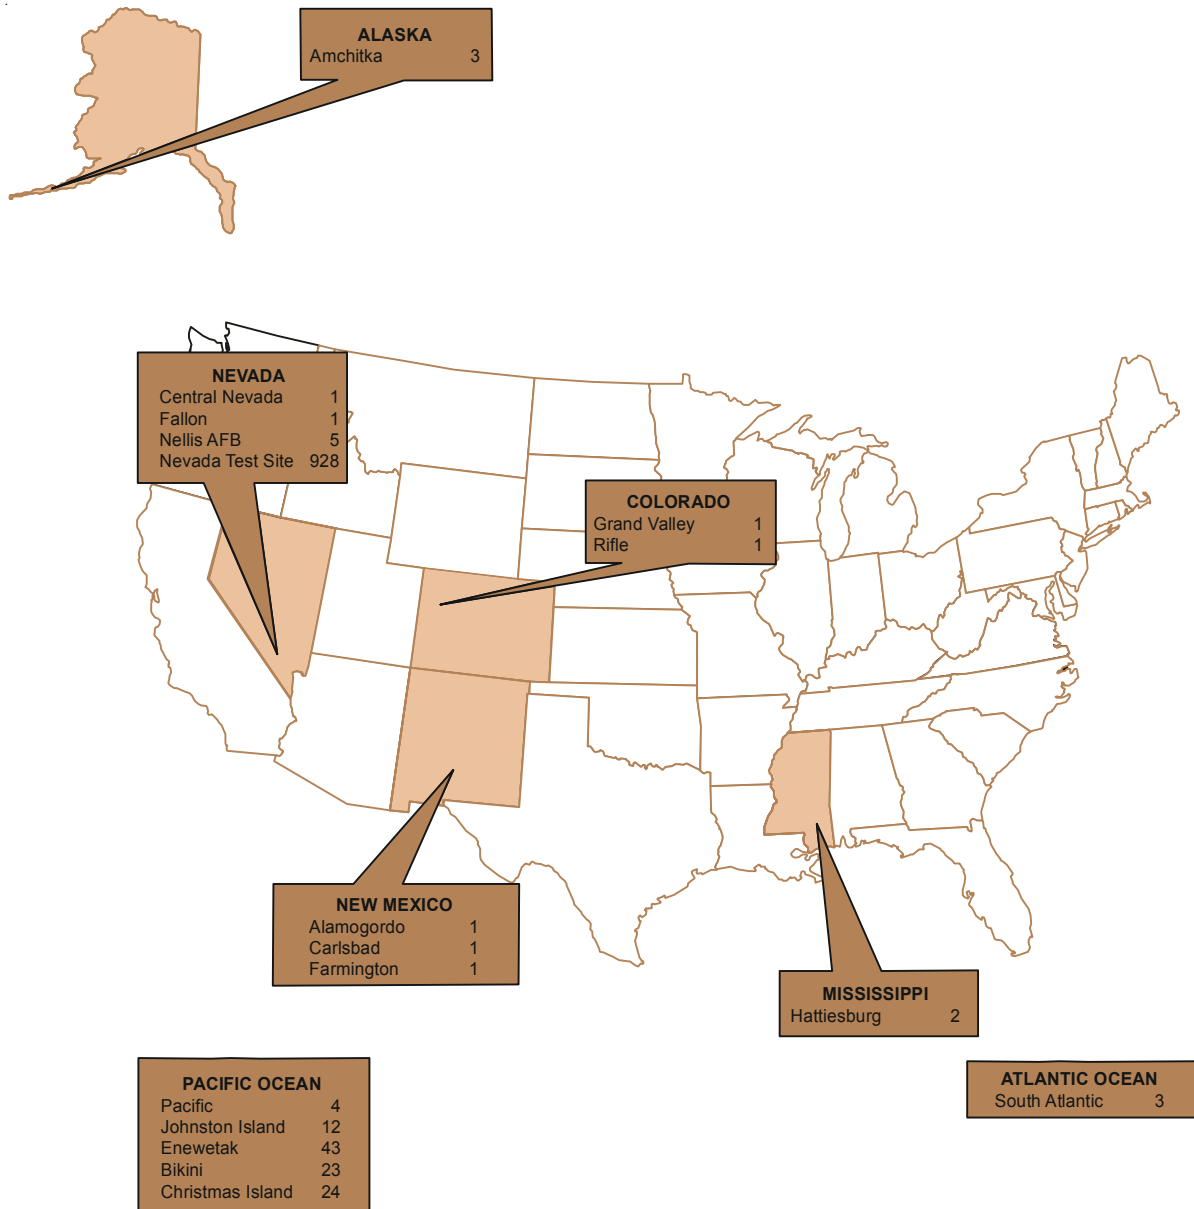 ALASKA
Amchitka 3
NEVADA
Central Nevada 1
Fallon 1
Nellis AFB 5
Nevada Test Site 928
COLORADO
Grand Valley 1
Rifle 1
NEW MEXICO
Alamogordo 1
Carlsbad 1
Farmington 1
MISSISSIPPI
Hattiesburg 2
PACIFIC OCEAN
Pacific 4
Johnston Island 12
Enewetak 43
Bikini 23
Christmas Island 24
ATLANTIC OCEAN
South Atlantic 3